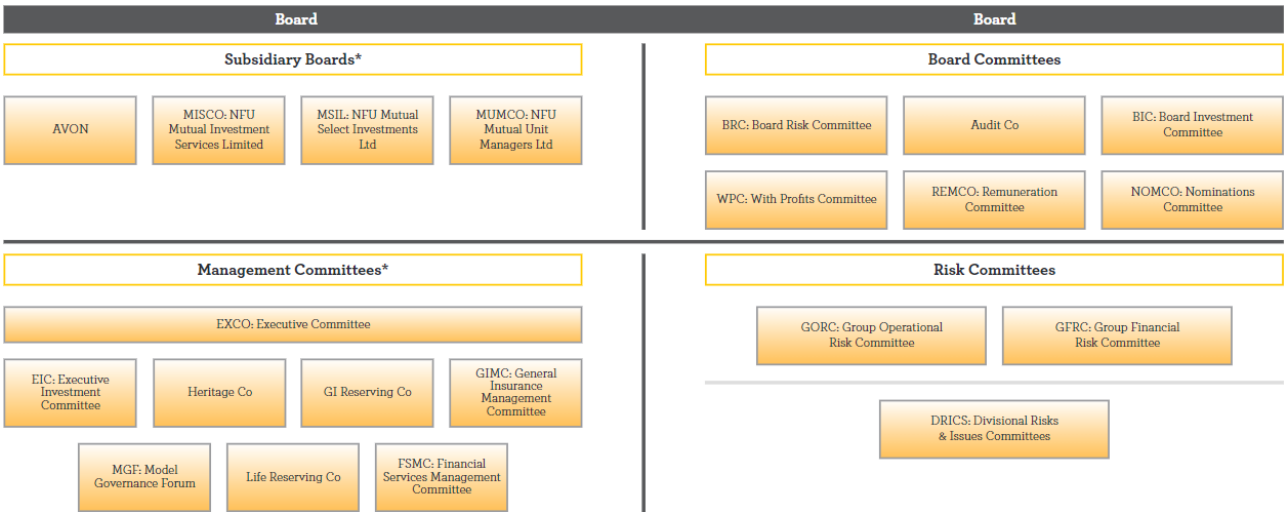 Board
Board
Subsidiary Boards*
AVON
MISCO: NFU
Mutual Investment
Services Limited
MSIL: NFU Mutual
Select Investments
Ltd
MUMCO: NFU
Mutual Unit
Managers Ltd
Board Committees
BRC: Board Risk Committee
Audit Co
BIC: Board Investment
Committee
WPC: With Profits Committee
REMCO: Remuneration
Committee
NOMCO: Nominations
Committee
Management Committees*
EXCO: Executive Committee
EIC: Executive
Investment
Committee
Heritage Co
GI Reserving Co
GIMC: General
Insurance
Management
Committee
MGF: Model
Governance Forum
Life Reserving Co
FSMC: Financial
Services Management
Committee
Risk Committees
GORC: Group Operational
Risk Committee
GFRC: Group Financial
Risk Committee
DRICS: Divisional Risks
& Issues Committees